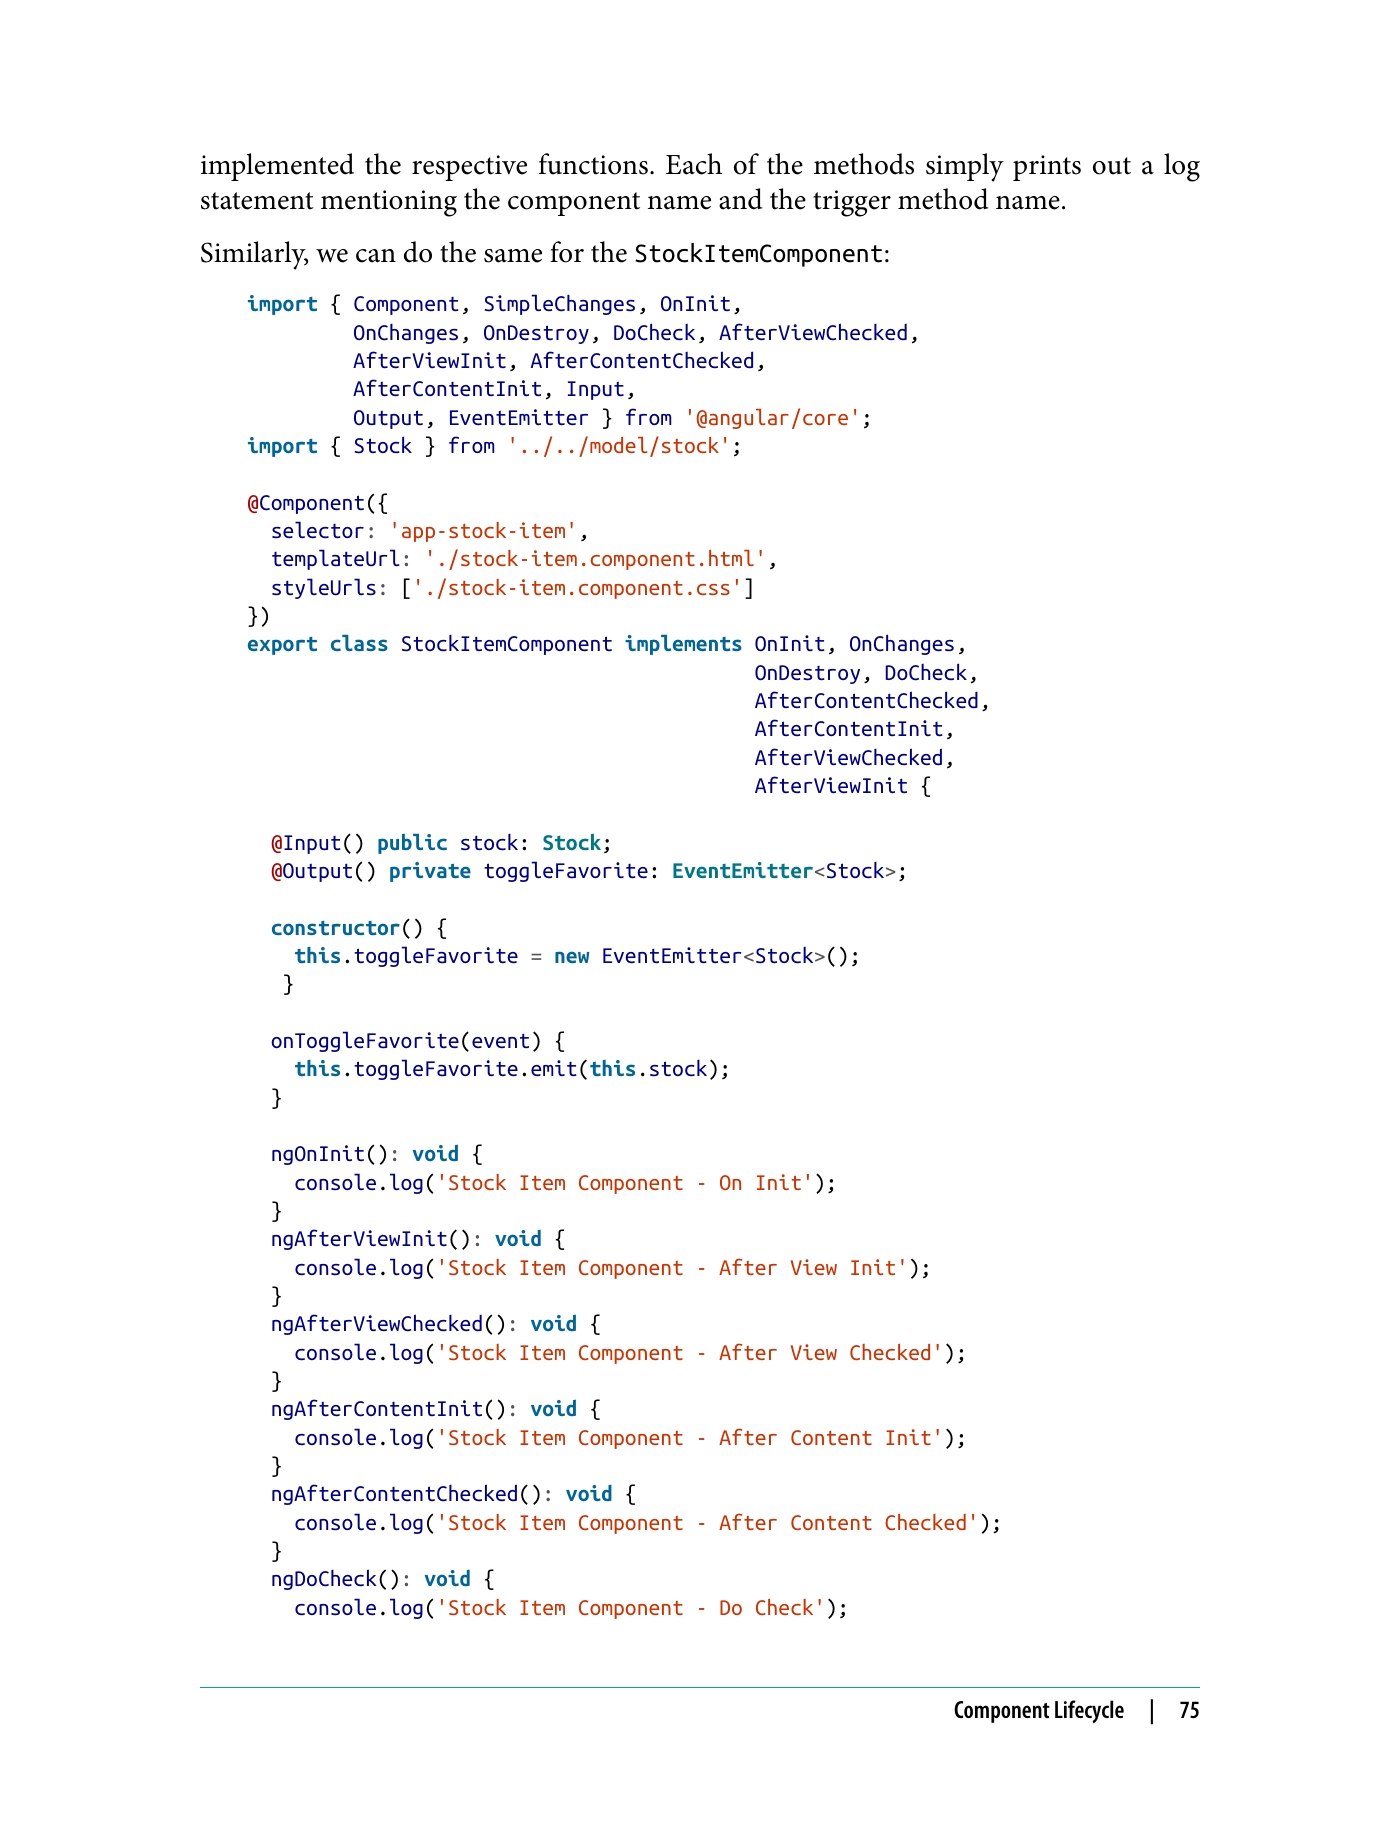 implemented the respective functions. Each of the methods simply prints out a log
statement mentioning the component name and the trigger method name.
Similarly, we can do the same for the StockItemComponent:
import { Component, SimpleChanges, OnInit,
         OnChanges, OnDestroy, DoCheck, AfterViewChecked,
         AfterViewInit, AfterContentChecked,
         AfterContentInit, Input,
         Output, EventEmitter } from '@angular/core';
import { Stock } from '../../model/stock';

@Component({
  selector: 'app-stock-item',
  templateUrl: './stock-item.component.html',
  styleUrls: ['./stock-item.component.css']
})
export class StockItemComponent implements OnInit, OnChanges,
                                           OnDestroy, DoCheck,
                                           AfterContentChecked,
                                           AfterContentInit,
                                           AfterViewChecked,
                                           AfterViewInit {

  @Input() public stock: Stock;
  @Output() private toggleFavorite: EventEmitter<Stock>;

  constructor() {
    this.toggleFavorite = new EventEmitter<Stock>();
   }

  onToggleFavorite(event) {
    this.toggleFavorite.emit(this.stock);
  }

  ngOnInit(): void {
    console.log('Stock Item Component - On Init');
  }
  ngAfterViewInit(): void {
    console.log('Stock Item Component - After View Init');
  }
  ngAfterViewChecked(): void {
    console.log('Stock Item Component - After View Checked');
  }
  ngAfterContentInit(): void {
    console.log('Stock Item Component - After Content Init');
  }
  ngAfterContentChecked(): void {
    console.log('Stock Item Component - After Content Checked');
  }
  ngDoCheck(): void {
    console.log('Stock Item Component - Do Check');
Component Lifecycle | 75